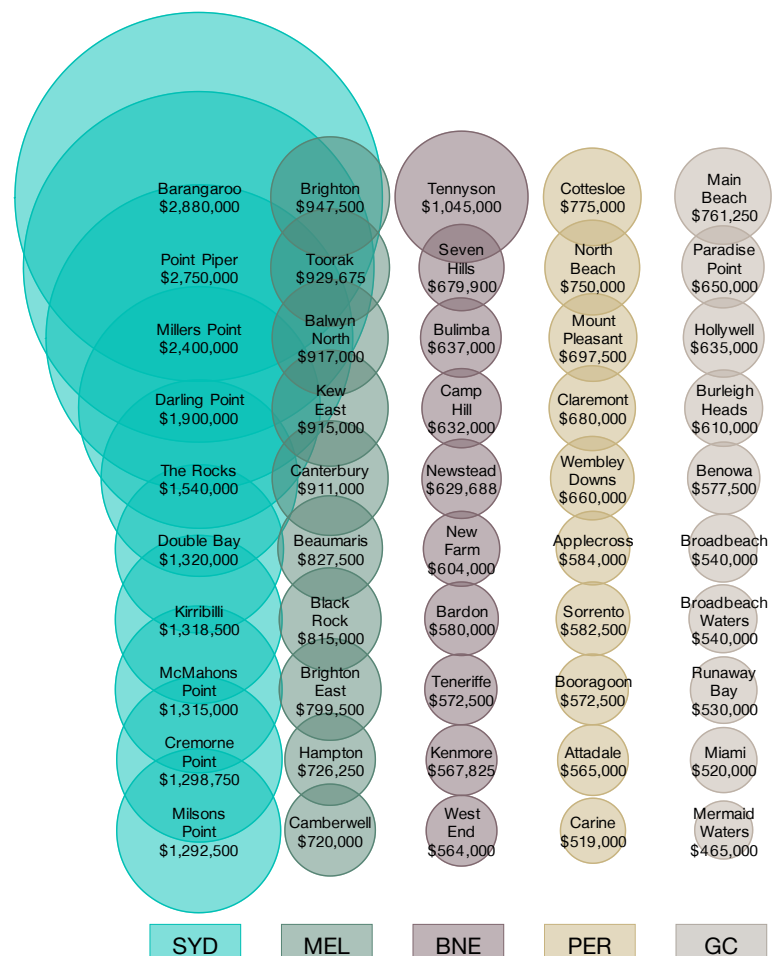 Barangaroo
$2,880,000
Brighton
$947,500
Tennyson
$1,045,000
Cottesloe
$775,000
Main
Beach
$761,250
Point Piper
$2,750,000
Toorak
$929,675
Seven
Hills
$679,900
North
Beach
$750,000
Paradise
Point
$650,000
Millers Point
$2,400,000
Balwyn
North
$917,000
Bulimba
$637,000
Mount
Pleasant
$697,500
Hollywell
$635,000
Darling Point
$1,900,000
Kew
East
$915,000
Camp
Hill
$632,000
Claremont
$680,000
Burleigh
Heads
$610,000
The Rocks
$1,540,000
Canterbury
$911,000
Newstead
$629,688
Wembley
Downs
$660,000
Benowa
$577,500
Double Bay
$1,320,000
Beaumaris
$827,500
New
Farm
$604,000
Applecross
$584,000
Broadbeach
$540,000
Kirribilli
$1,318,500
Black
Rock
$815,000
Bardon
$580,000
Sorrento
$582,500
Broadbeach
Waters
$540,000
McMahons
Point
$1,315,000
Brighton
East
$799,500
Teneriffe
$572,500
Booragoon
$572,500
Runaway
Bay
$530,000
Cremorne
Point
$1,298,750
Hampton
$726,250
Kenmore
$567,825
Attadale
$565,000
Miami
$520,000
Milsons
Point
$1,292,500
Camberwell
$720,000
West
End
$564,000
Carine
$519,000
Mermaid
Waters
$465,000
SYD
MEL
BNE
PER
GC